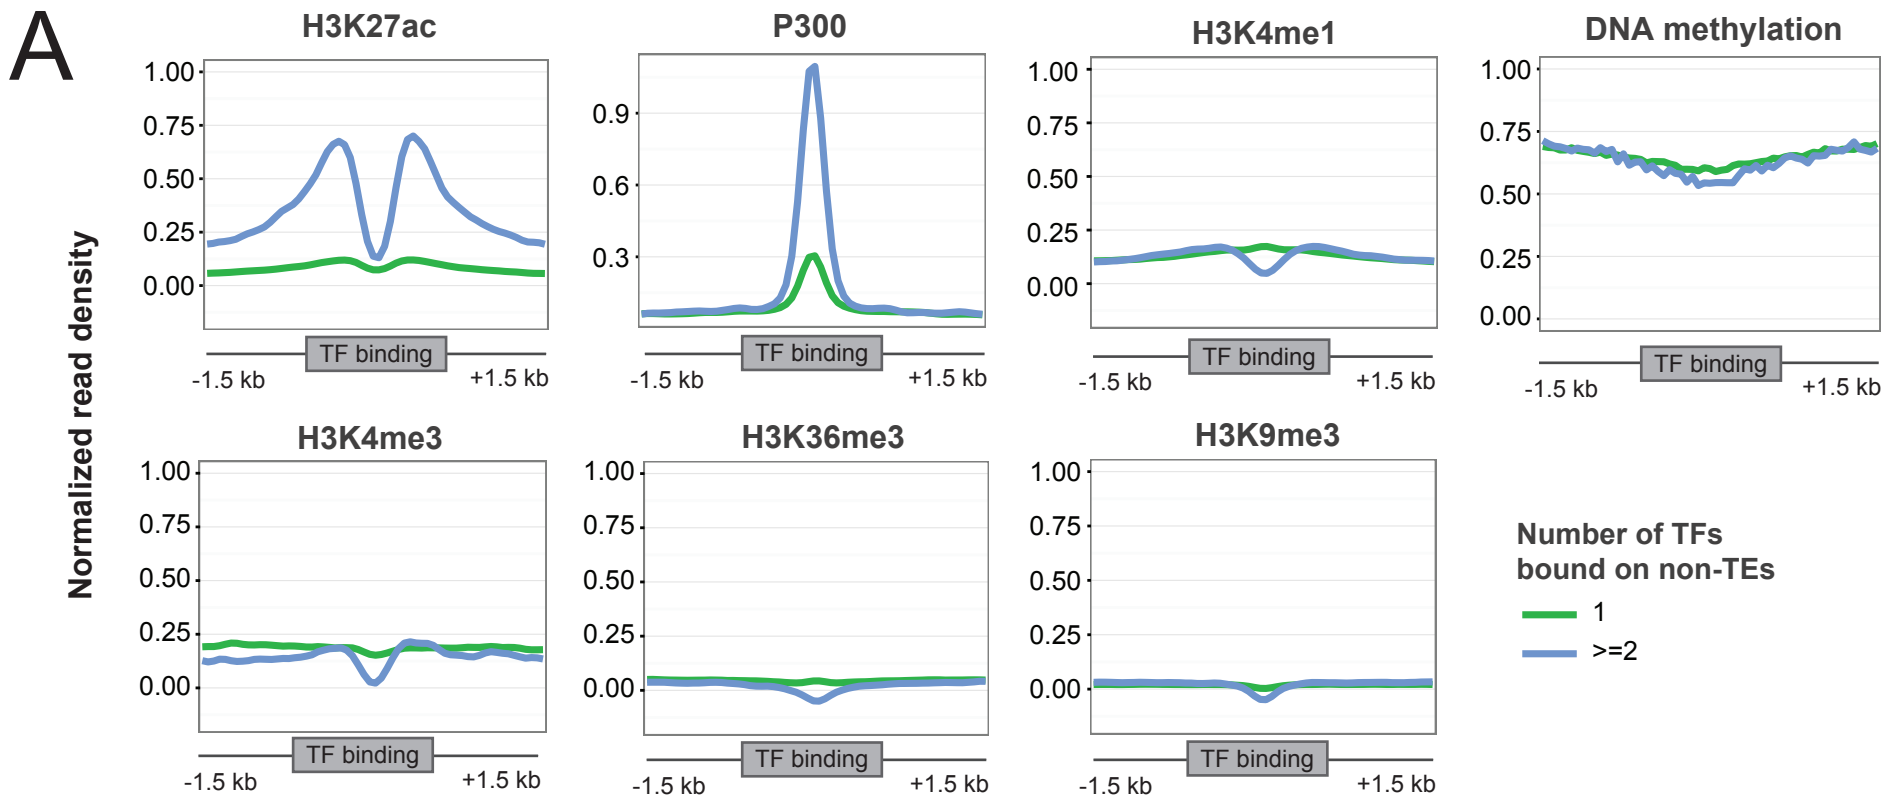 A
Normalized read density
H3K27ac
1.00
0.75
0.50
0.25
0.00
TF binding
-1.5 kb
+1.5 kb
P300
0.9
0.6
0.3
TF binding
-1.5 kb
+1.5 kb
H3K4me1
1.00
0.75
0.50
0.25
0.00
TF binding
-1.5 kb
+1.5 kb
DNA methylation
1.00
0.75
0.50
0.25
0.00
TF binding
-1.5 kb
+1.5 kb
H3K4me3
1.00
0.75
0.50
0.25
0.00
TF binding
-1.5 kb
+1.5 kb
H3K36me3
1.00
0.75
0.50
0.25
0.00
TF binding
-1.5 kb
+1.5 kb
H3K9me3
1.00
0.75
0.50
0.25
0.00
TF binding
-1.5 kb
+1.5 kb
Number of TFs
bound on non-TEs
1
>=2